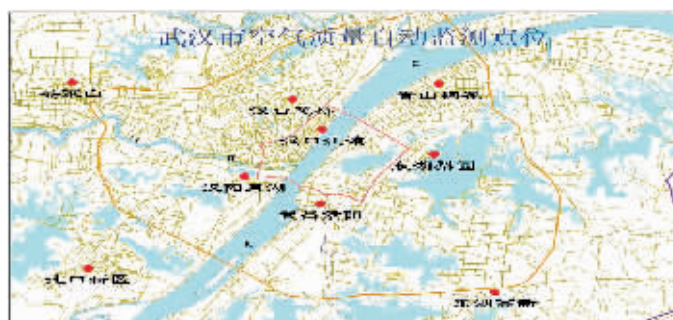 武汉市空气质量自动监测点位
吴家山
汉口花桥
青山钢花
汉口江滩
东湖梨园
汉阳月湖
武昌紫阳
沌口新区
东湖高新